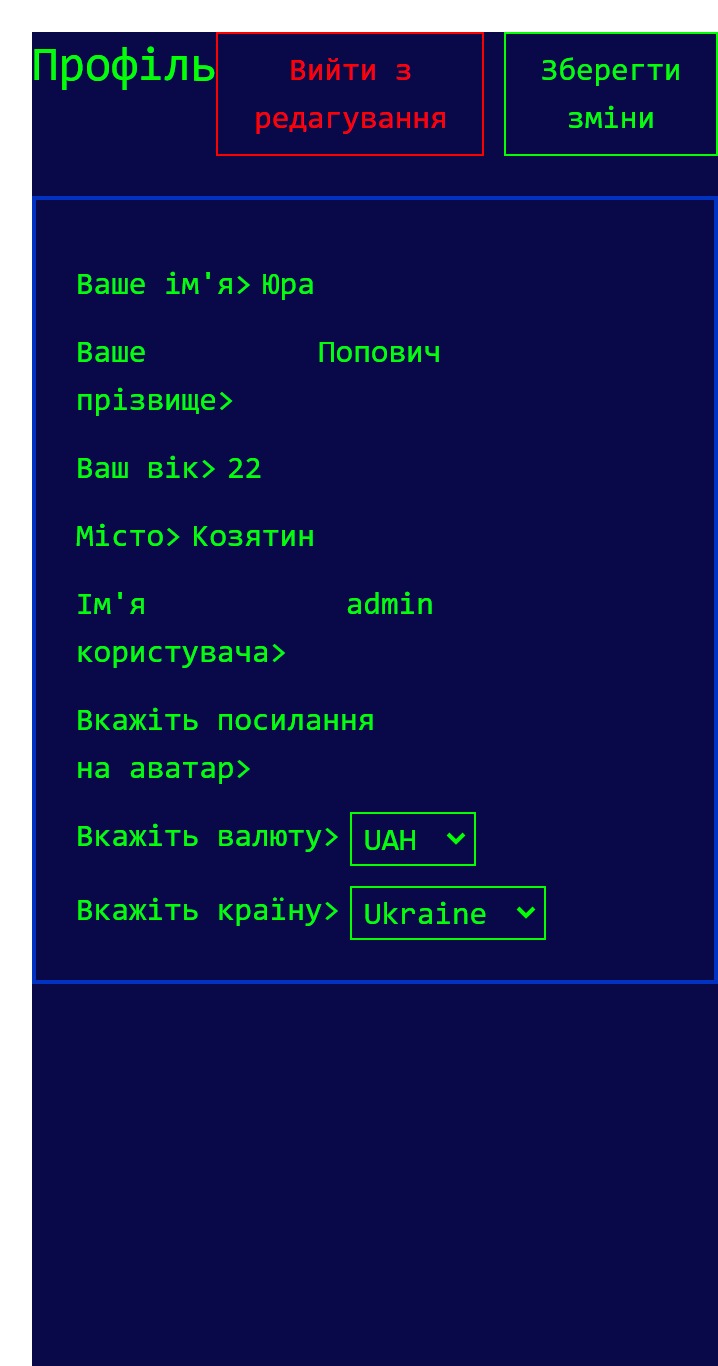 Профіль
Вийти з
редагування
Зберегти
зміни
Ваше ім'я> Юра
Ваше Попович
прізвище>
Ваш вік> 22
Місто> Козятин
Ім'я admin
користувача>
Вкажіть посилання
на аватар>
Вкажіть валюту> UAH
Вкажіть країну> Ukraine